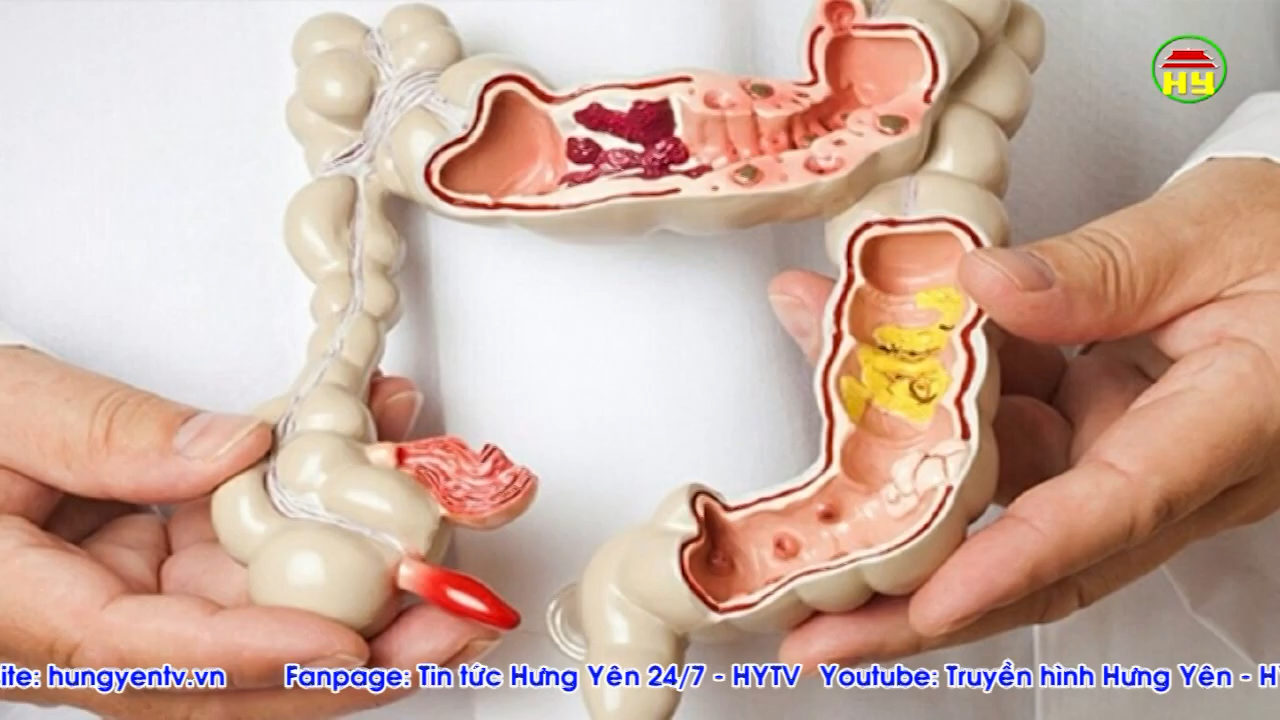 HY
ite: hungyentv.vn Fanpage: Tin tức Hưng Yên 24/7 - HYTV Youtube: Truyền hình Hưng Yên - H